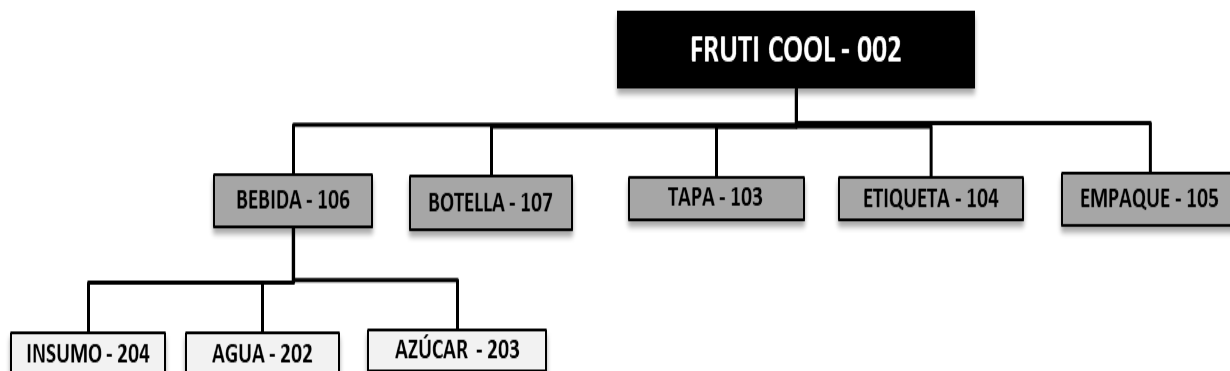 FRUTI COOL - 002
BEBIDA - 106
BOTELLA - 107
TAPA - 103
ETIQUETA - 104
EMPAQUE - 105
INSUMO - 204
AGUA - 202
AZÚCAR - 203